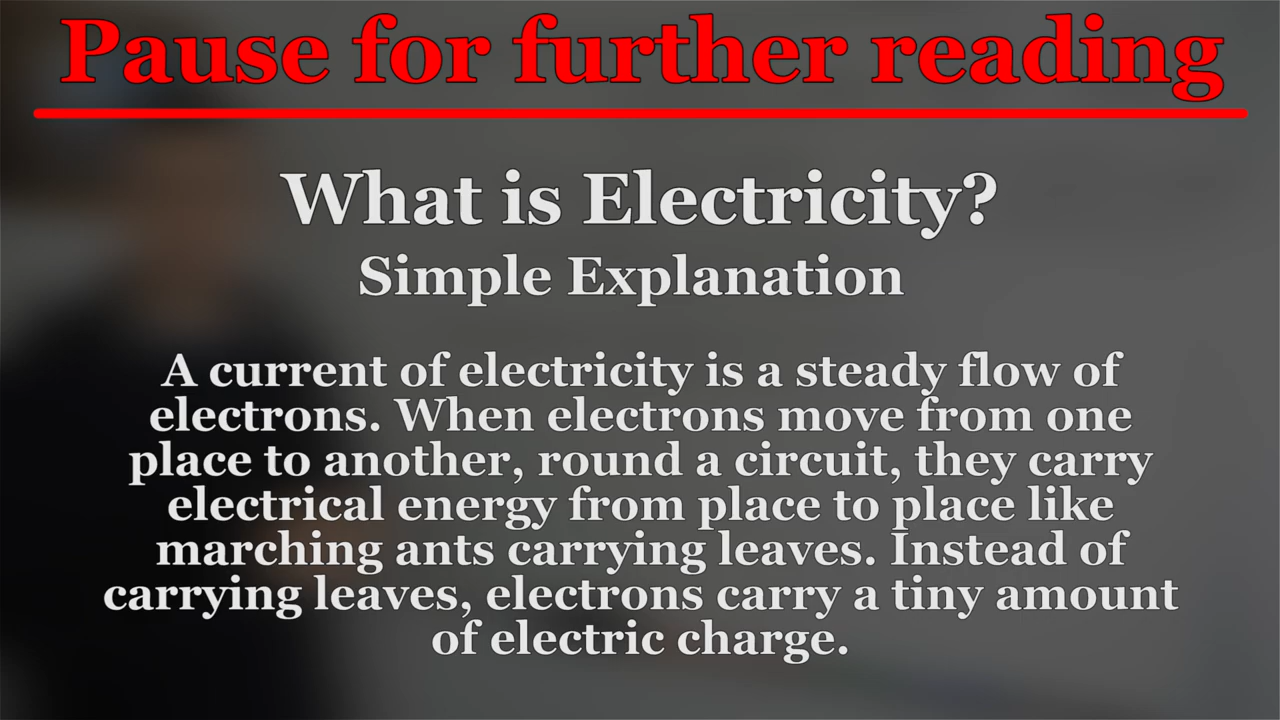 Pause for further reading
What is Electricity?
Simple Explanation
A current of electricity is a steady flow of
electrons. When electrons move from one
place to another, round a circuit, they carry
electrical energy from place to place like
marching ants carrying leaves. Instead of
carrying leaves, electrons carry a tiny amount
of electric charge.